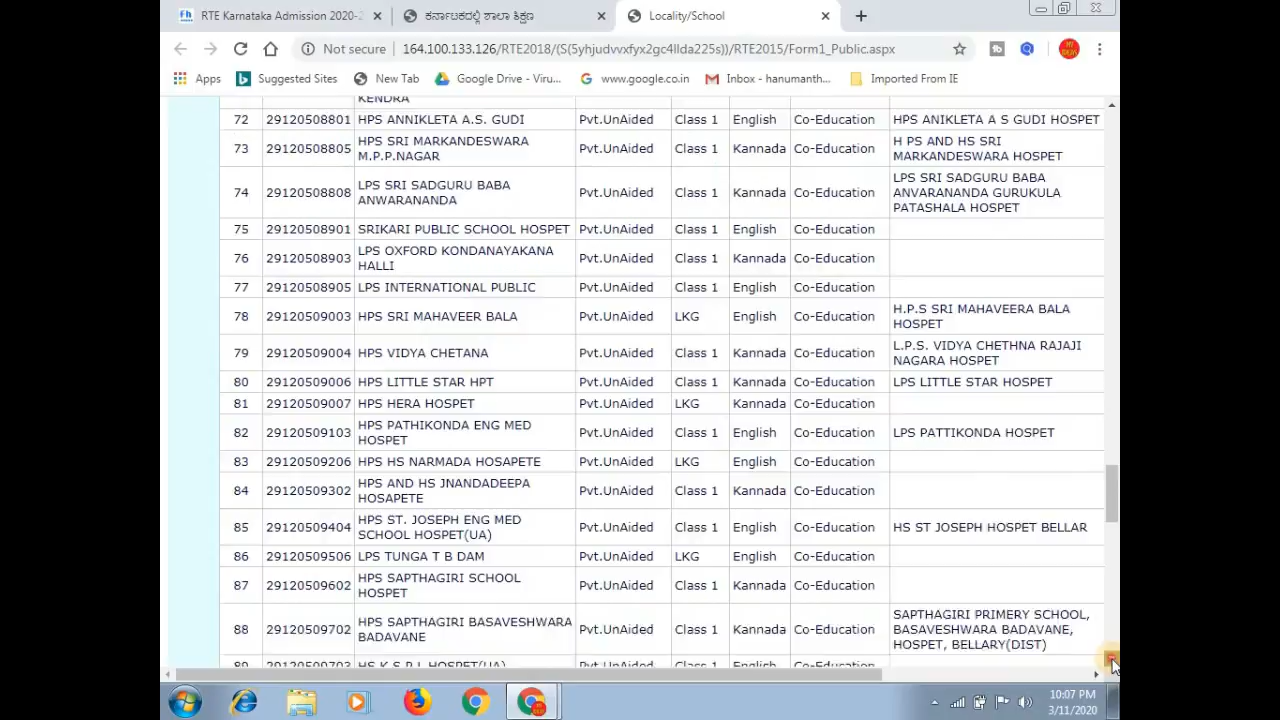 RTE Karnataka Admission 2020-2
ಕರ್ನಾಟಕದಲ್ಲಿ ಶಾಲಾ ಶಿಕ್ಷಣ
Locality/School
Not secure 164.100.133.126/RTE2018/(S(5yhjudvvxfyx2gc4llda225s))/RTE2015/Form1_Public.aspx
Apps Suggested Sites New Tab Google Drive - Viru... www.google.co.in Inbox - hanumanth... Imported From IE
KENDRA
72 29120508801 HPS ANNIKLETA A.S. GUDI Pvt.UnAided Class 1 English Co-Education HPS ANIKLETA A S GUDI HOSPET
73 29120508805 HPS SRI MARKANDESWARA M.P.P.NAGAR Pvt.UnAided Class 1 Kannada Co-Education H PS AND HS SRI MARKANDESWARA HOSPET
74 29120508808 LPS SRI SADGURU BABA ANWARANANDA Pvt.UnAided Class 1 Kannada Co-Education LPS SRI SADGURU BABA ANVARANANDA GURUKULA PATASHALA HOSPET
75 29120508901 SRIKARI PUBLIC SCHOOL HOSPET Pvt.UnAided Class 1 English Co-Education
76 29120508903 LPS OXFORD KONDANAYAKANA HALLI Pvt.UnAided Class 1 Kannada Co-Education
77 29120508905 LPS INTERNATIONAL PUBLIC Pvt.UnAided Class 1 English Co-Education
78 29120509003 HPS SRI MAHAVEER BALA Pvt.UnAided LKG English Co-Education H.P.S SRI MAHAVEERA BALA HOSPET
79 29120509004 HPS VIDYA CHETANA Pvt.UnAided Class 1 Kannada Co-Education L.P.S. VIDYA CHETHNA RAJAJI NAGARA HOSPET
80 29120509006 HPS LITTLE STAR HPT Pvt.UnAided Class 1 Kannada Co-Education LPS LITTLE STAR HOSPET
81 29120509007 HPS HERA HOSPET Pvt.UnAided LKG Kannada Co-Education
82 29120509103 HPS PATHIKONDA ENG MED HOSPET Pvt.UnAided Class 1 English Co-Education LPS PATTIKONDA HOSPET
83 29120509206 HPS HS NARMADA HOSAPETE Pvt.UnAided LKG English Co-Education
84 29120509302 HPS AND HS JNANDADEEPA HOSAPETE Pvt.UnAided Class 1 Kannada Co-Education
85 29120509404 HPS ST. JOSEPH ENG MED SCHOOL HOSPET(UA) Pvt.UnAided Class 1 English Co-Education HS ST JOSEPH HOSPET BELLAR
86 29120509506 LPS TUNGA T B DAM Pvt.UnAided LKG English Co-Education
87 29120509602 HPS SAPTHAGIRI SCHOOL HOSPET Pvt.UnAided Class 1 Kannada Co-Education
88 29120509702 HPS SAPTHAGIRI BASAVESHWARA BADAVANE Pvt.UnAided Class 1 Kannada Co-Education SAPTHAGIRI PRIMERY SCHOOL, BASAVESHWARA BADAVANE, HOSPET, BELLARY(DIST)
89 29120509703 HS K.S.P.L HOSPET(UA) Pvt.UnAided Class 1 English Co-Education
10:07 PM
3/11/2020